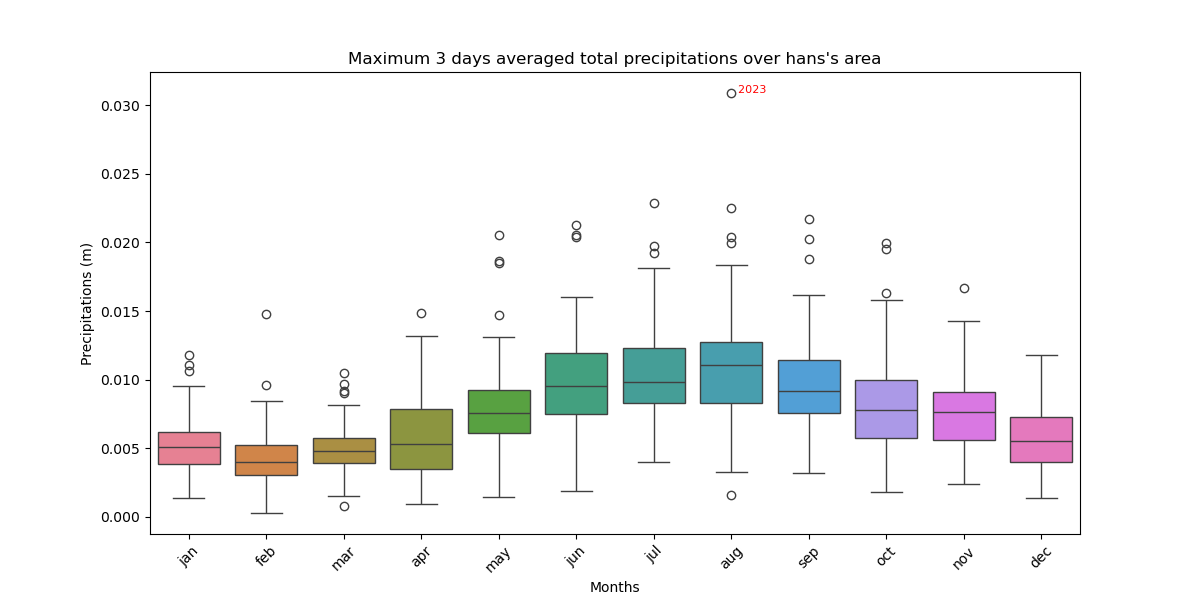 Maximum 3 days averaged total precipitations over hans's area
2023
Precipitations (m)
0.030
0.025
0.020
0.015
0.010
0.005
0.000
jan feb mar apr may jun jul aug sep oct nov dec
Months